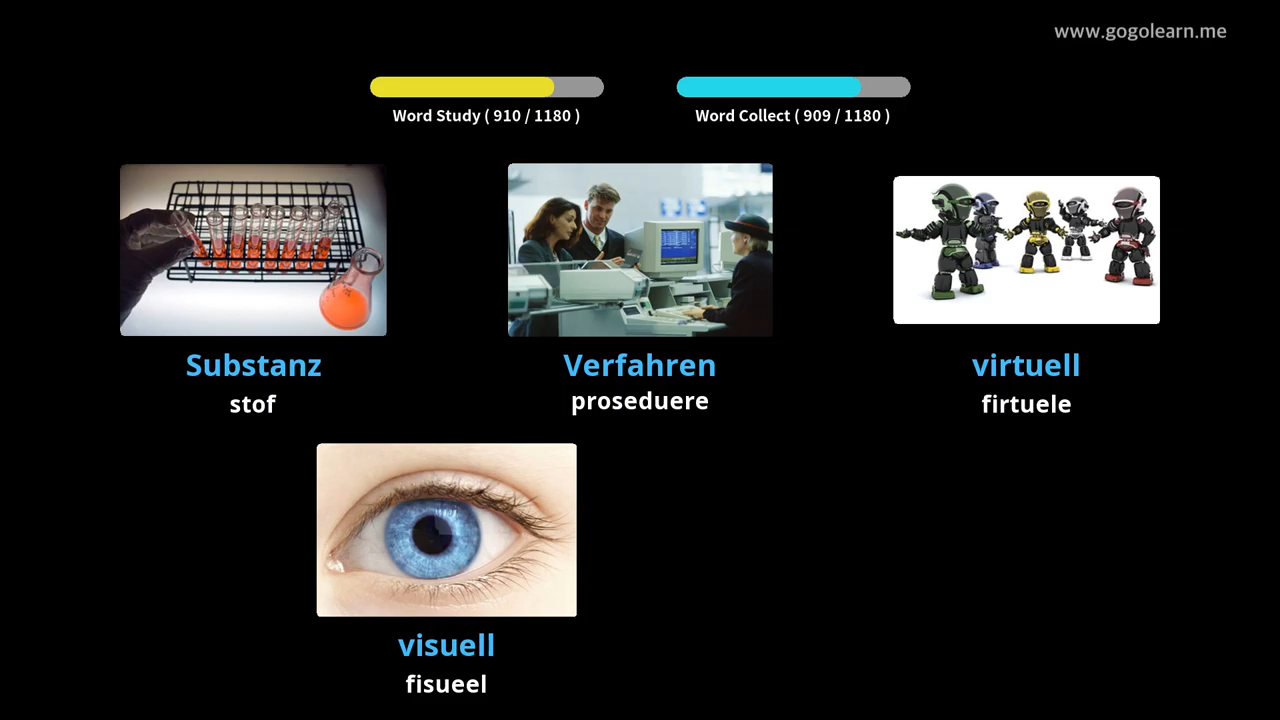 www.gogolearn.me
Word Study ( 910 / 1180 )
Word Collect ( 909 / 1180 )
Substanz
stof
Verfahren
proseduere
virtuell
firtuele
visuell
fisueel